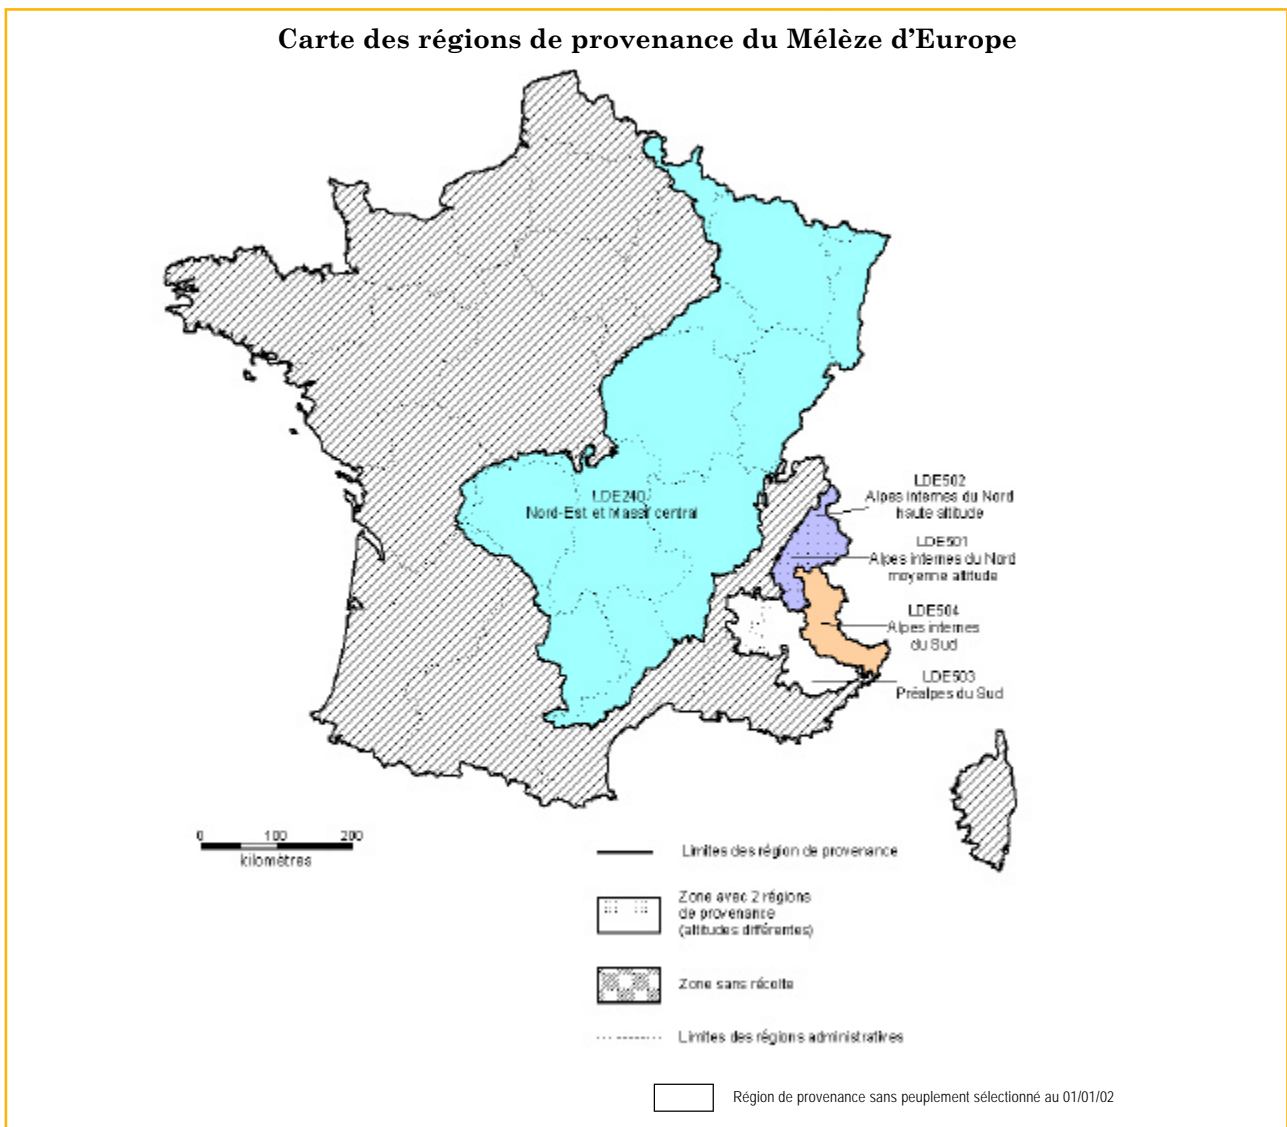 Carte des régions de provenance du Mélèze d'Europe
LDE240
Nord-Est et Massif central
LDE502
Alpes internes du Nord
haute altitude
LDE501
Alpes internes du Nord
moyenne altitude
LDE504
Alpes internes
du Sud
LDE503
Préalpes du Sud
0 100 200
kilomètres
Limites des région de provenance
Zone avec 2 régions
de provenance
(altitudes différentes)
Zone sans récolte
Limites des régions administratives
Région de provenance sans peuplement sélectionné au 01/01/02